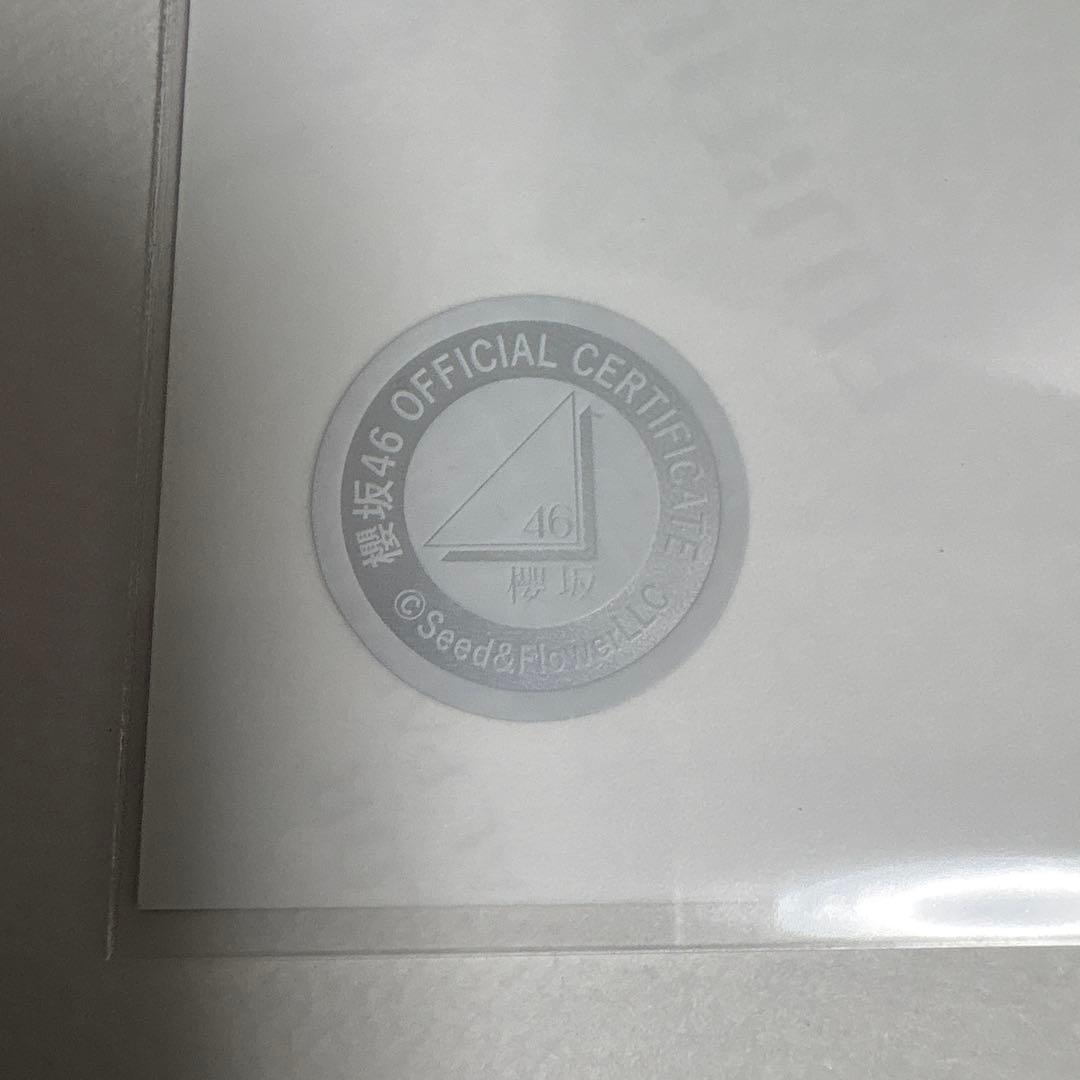 櫻坂46 OFFICIAL CERTIFICATE
46
櫻坂
©Seed&FlowerLLC